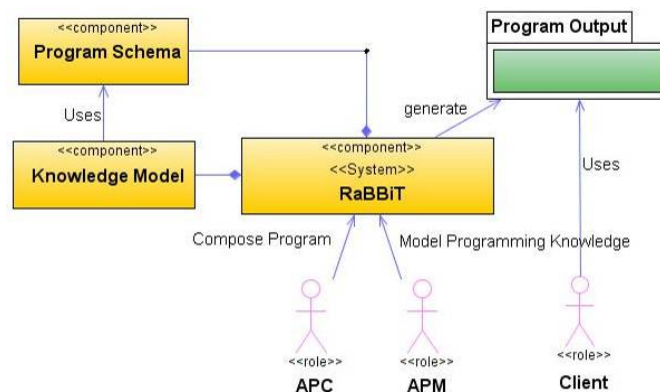 <<component>>
Program Schema
Program Output
Uses
generate
<<component>>
Knowledge Model
<<component>>
<<System>>
RaBBiT
Uses
Compose Program
Model Programming Knowledge
<<role>>
APC
<<role>>
APM
<<role>>
Client